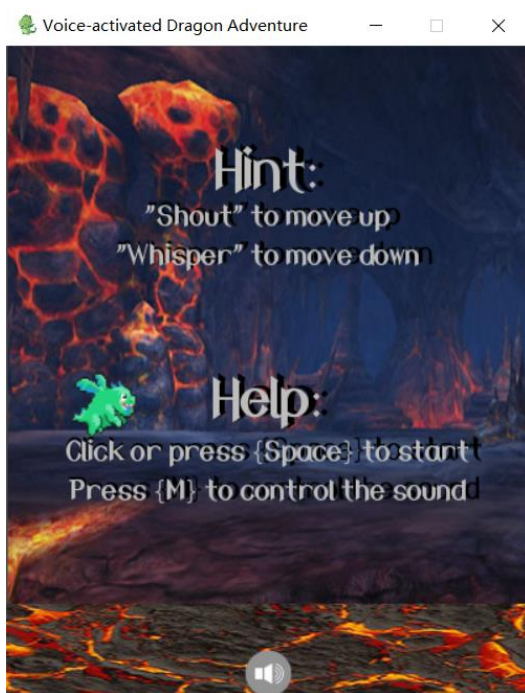 Voice-activated Dragon Adventure
Hint:
"Shout" to move up
"Whisper" to move down
Help:
Click or press {Space} to start
Press {M} to control the sound